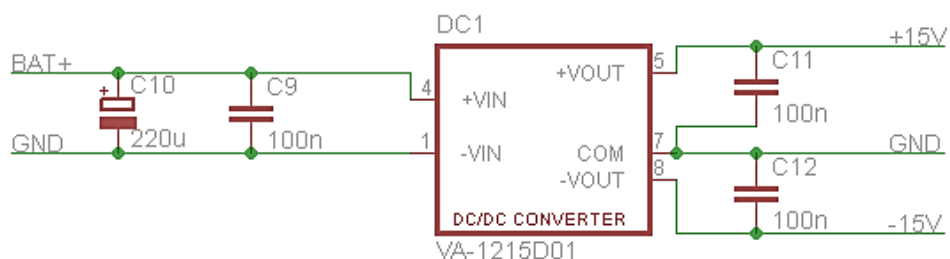 DC1
BAT+
+
C10
C9
220u
100n
GND
4
+VIN
1
-VIN
+VOUT
5
COM
7
-VOUT
8
DC/DC CONVERTER
VA-1215D01
+15V
C11
100n
GND
C12
100n
-15V